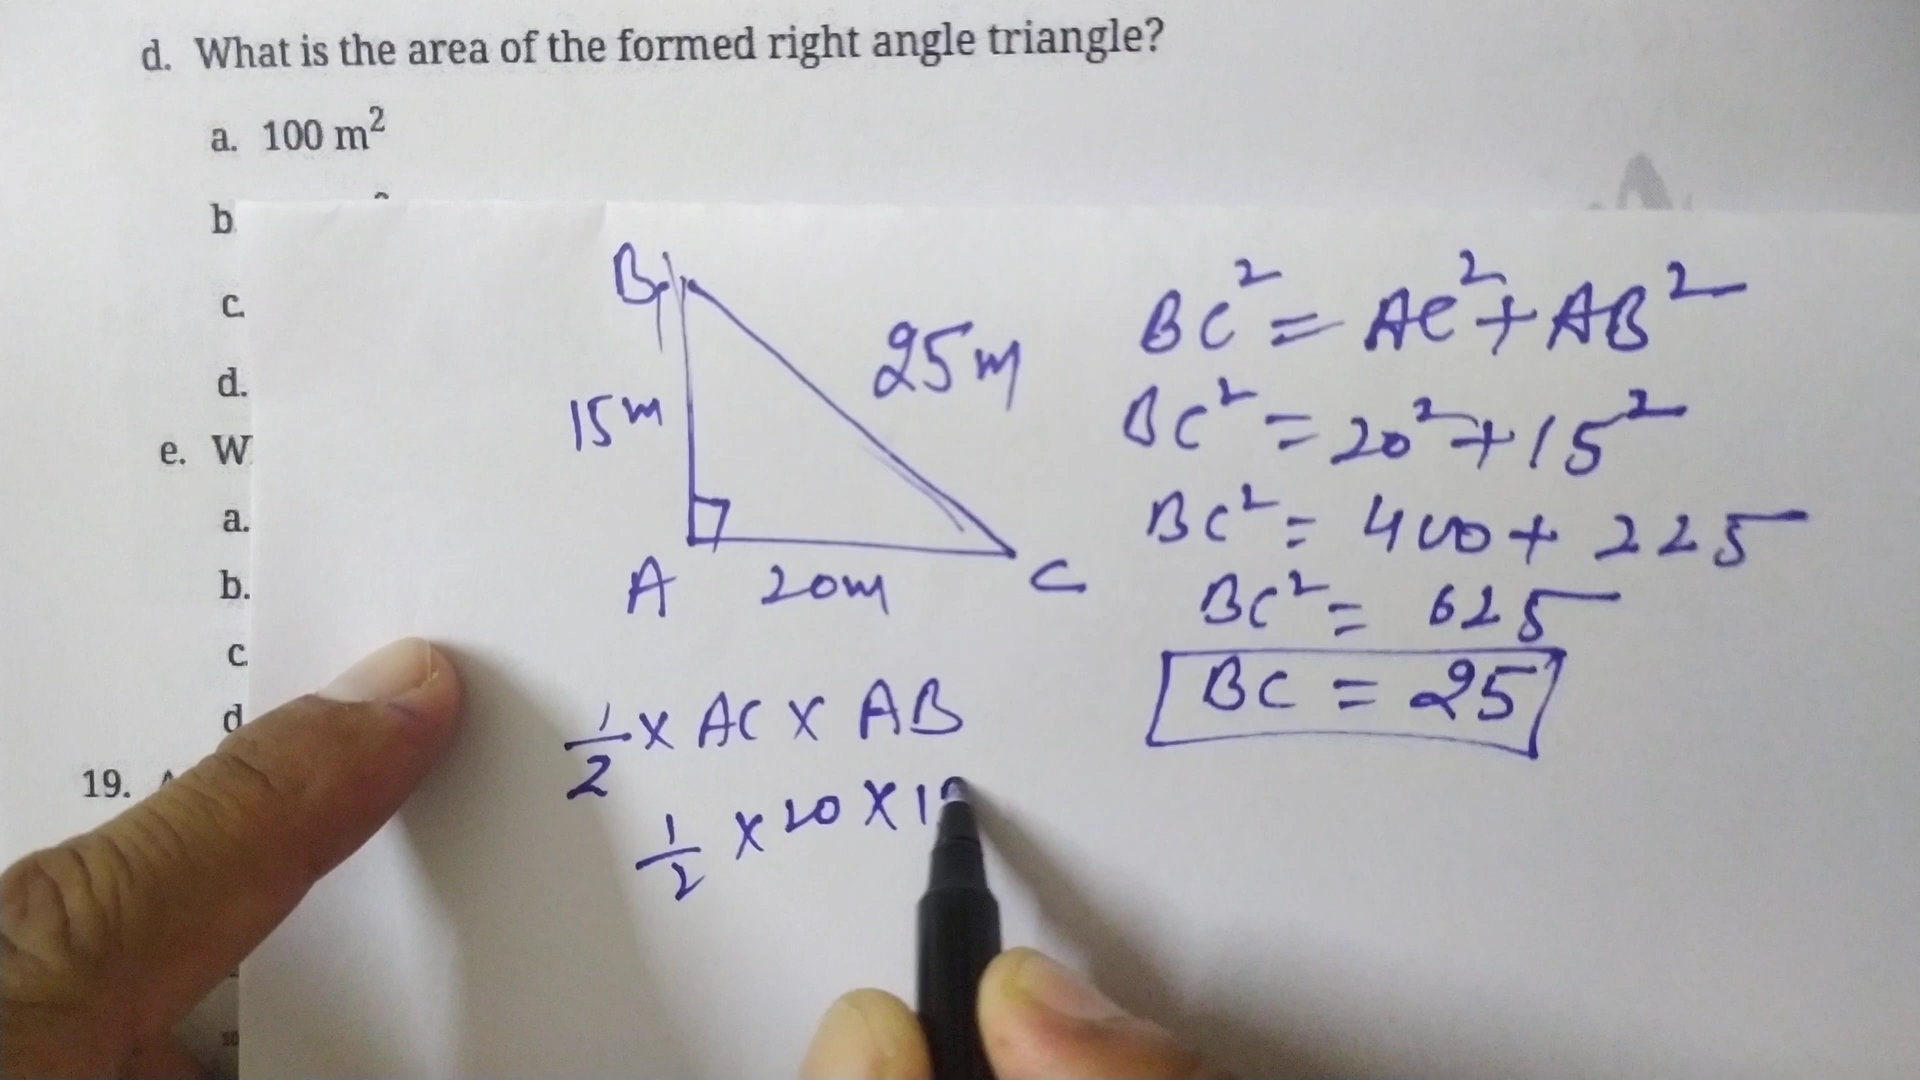 d. What is the area of the formed right angle triangle?
a. 100 m²
b.
c.
d.
e. W
a.
b.
c.
d
19.
B
25m
15m
A 20m C
BC² = AC² + AB²
BC² = 20² + 15²
BC² = 400 + 225
BC² = 625
BC = 25
1/2 × AC × AB
1/2 × 20 × 1